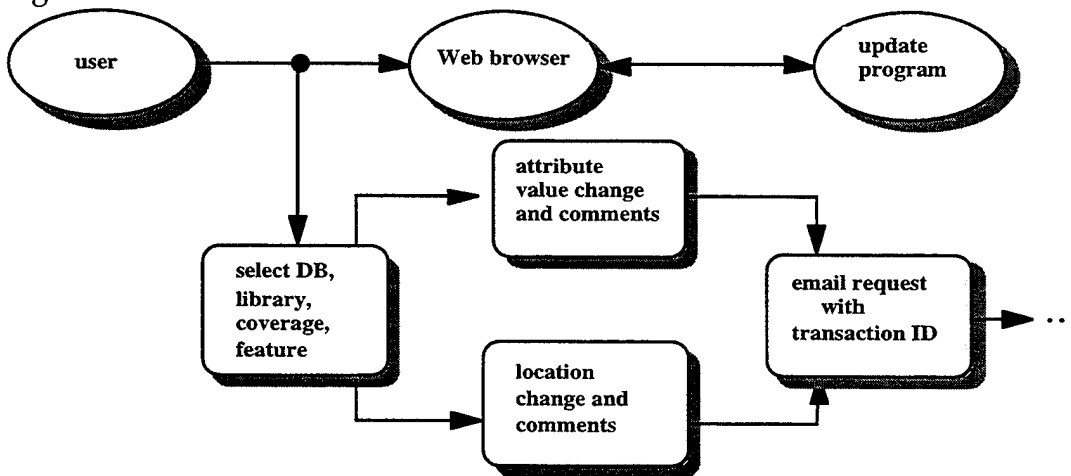 user
Web browser
update
program
attribute
value change
and comments
select DB,
library,
coverage,
feature
email request
with
transaction ID
location
change and
comments